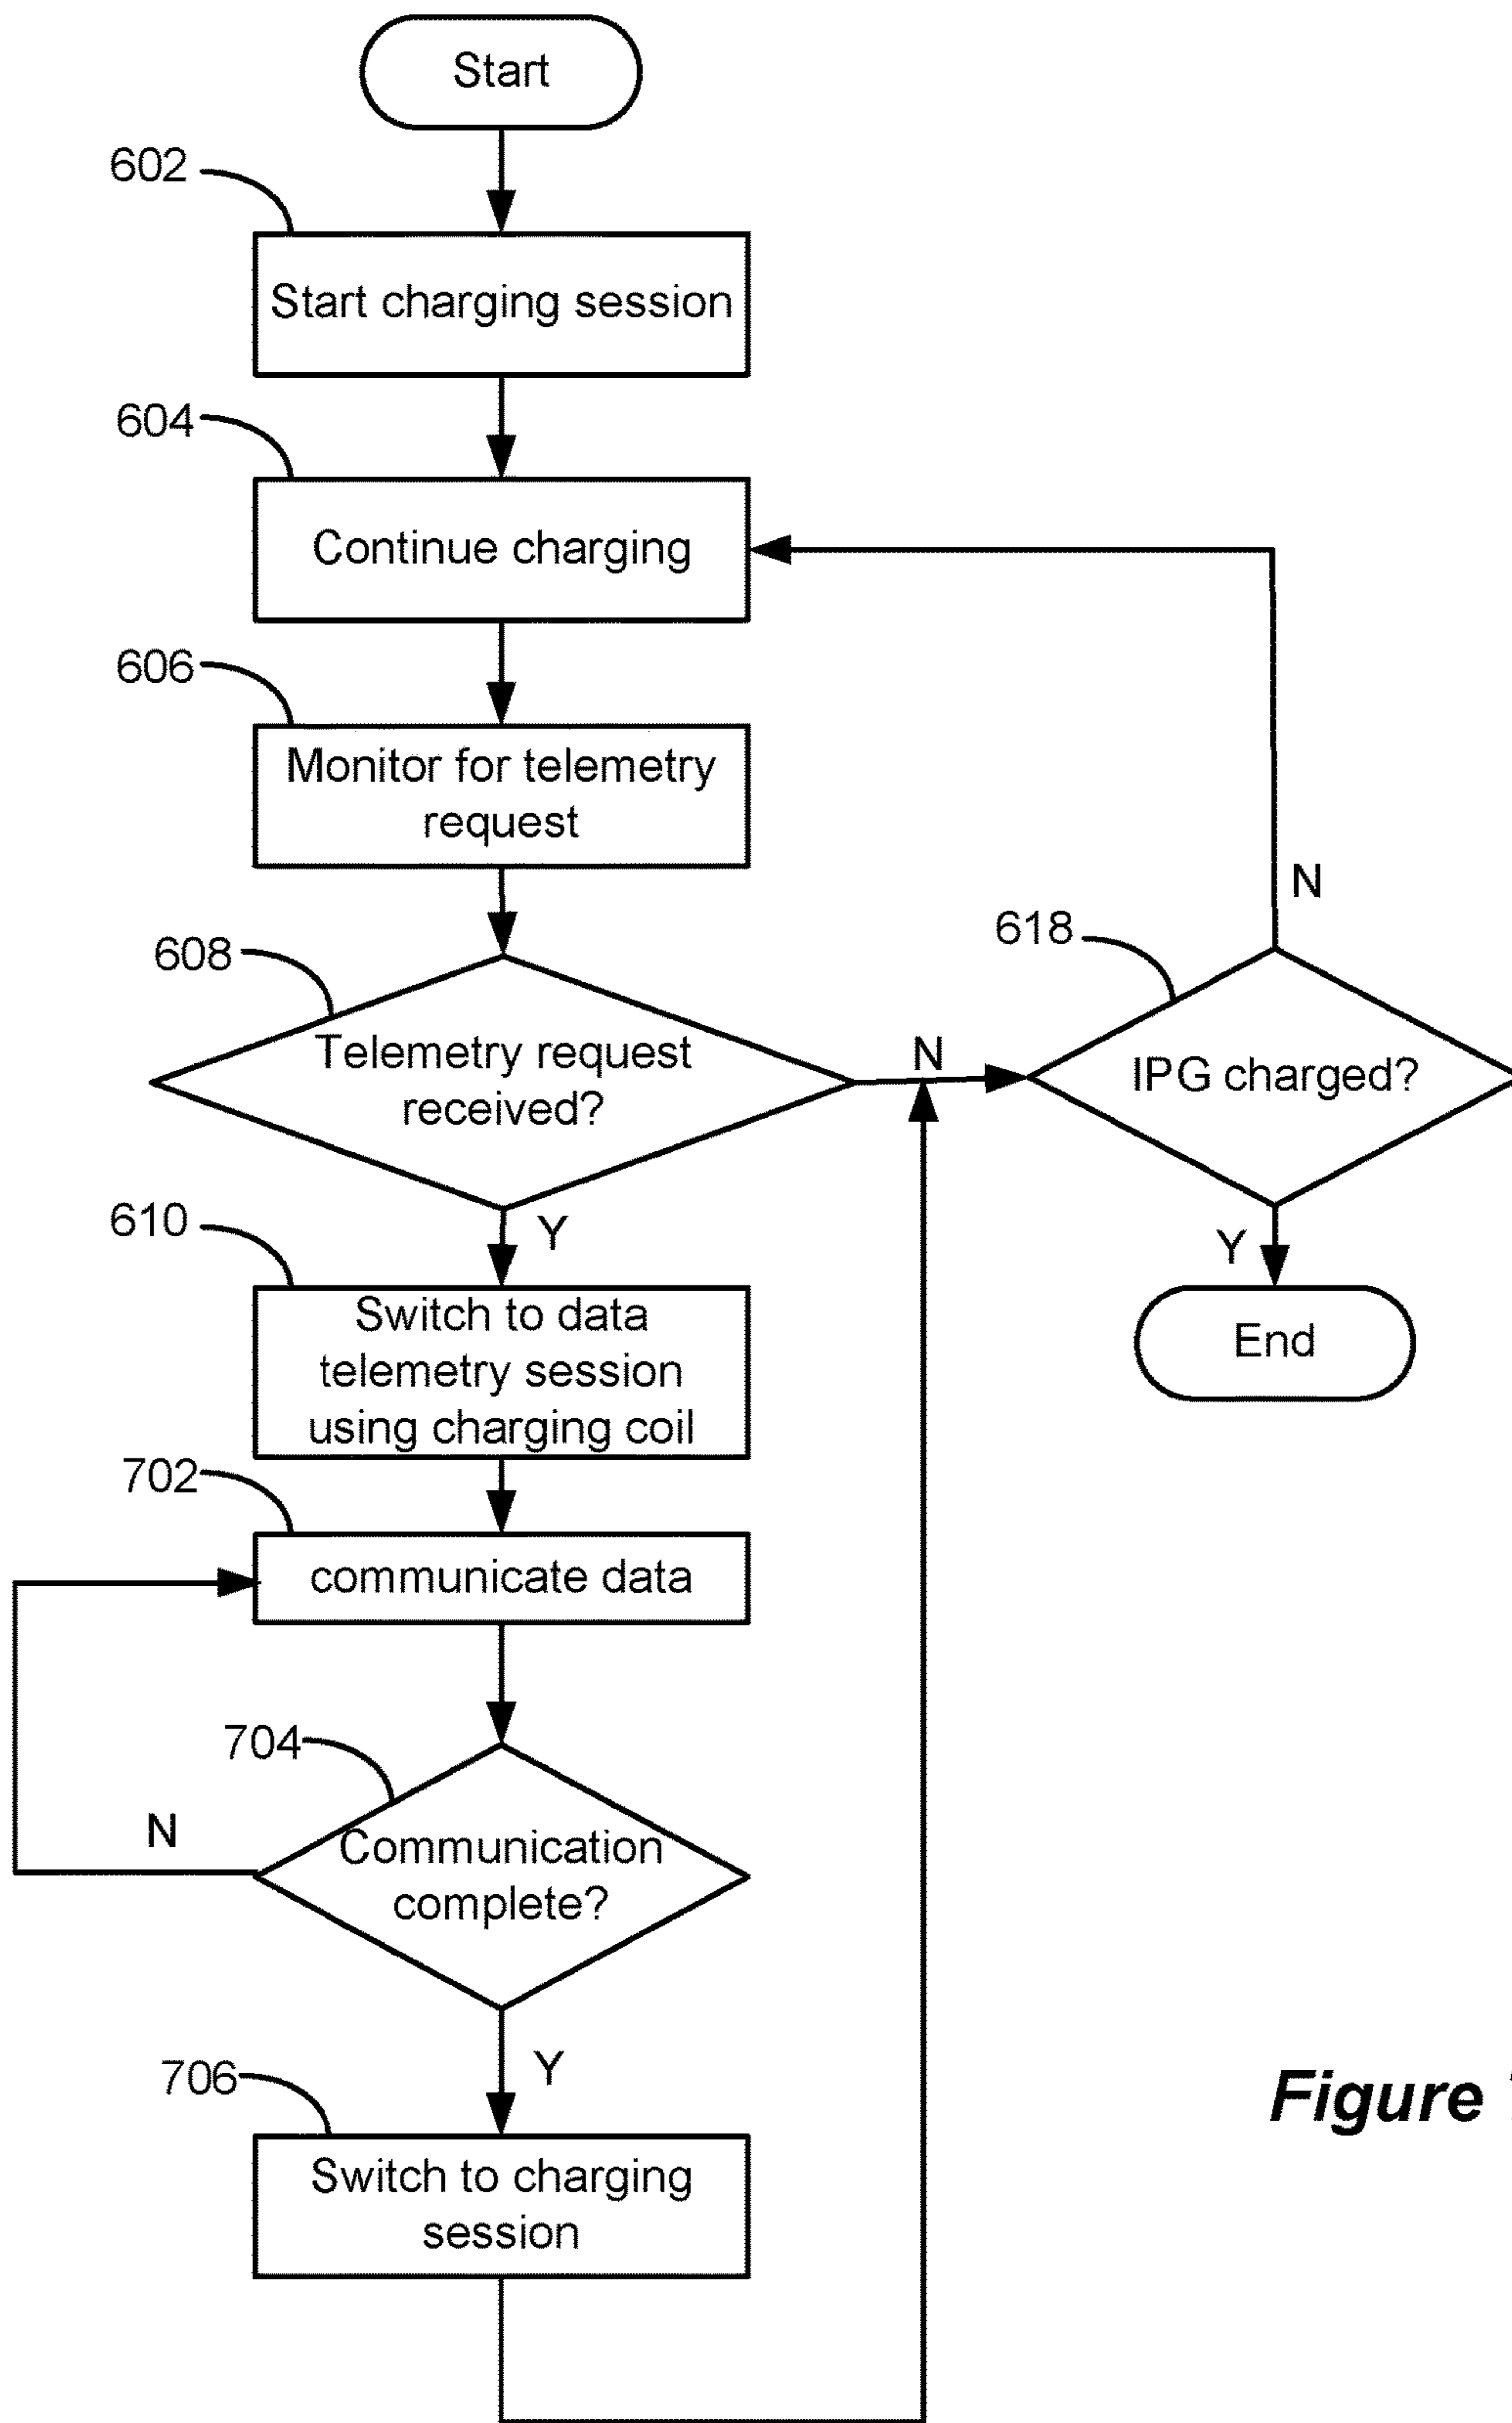 Start
602
Start charging session
604
Continue charging
606
Monitor for telemetry
request
N
608
618
Telemetry request
received?
N
IPG charged?
610
Y
Y
Switch to data
telemetry session
using charging coil
End
702
communicate data
704
N
Communication
complete?
Y
706
Figure
Switch to charging
session